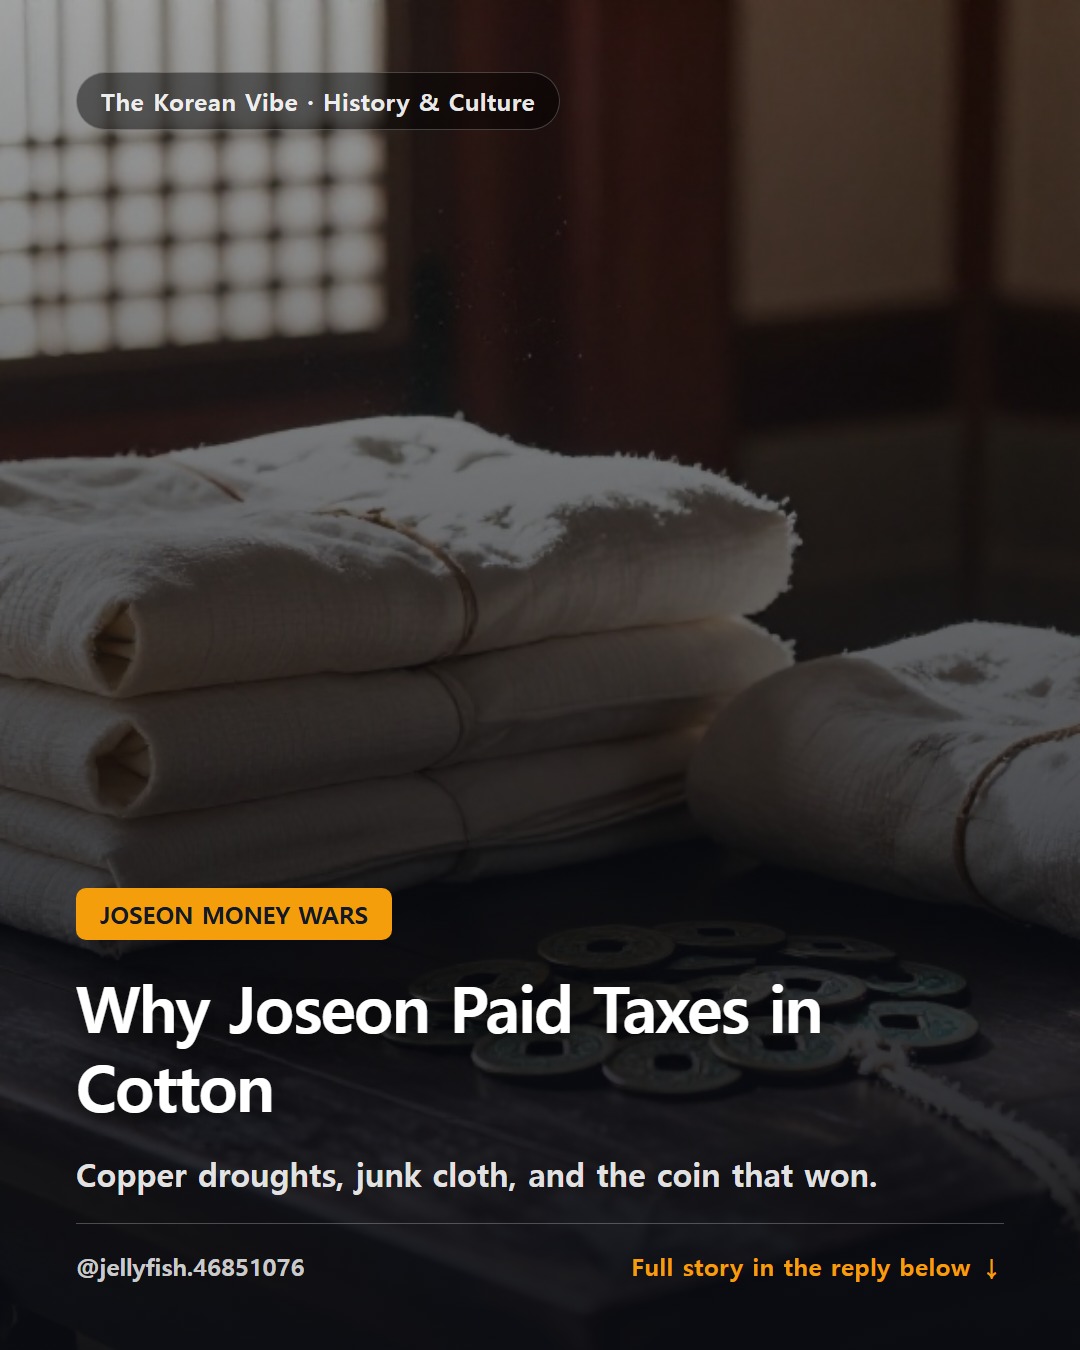 The Korean Vibe · History & Culture
JOSEON MONEY WARS
Why Joseon Paid Taxes in
Cotton
Copper droughts, junk cloth, and the coin that won.
@jellyfish.46851076
Full story in the reply below ↓